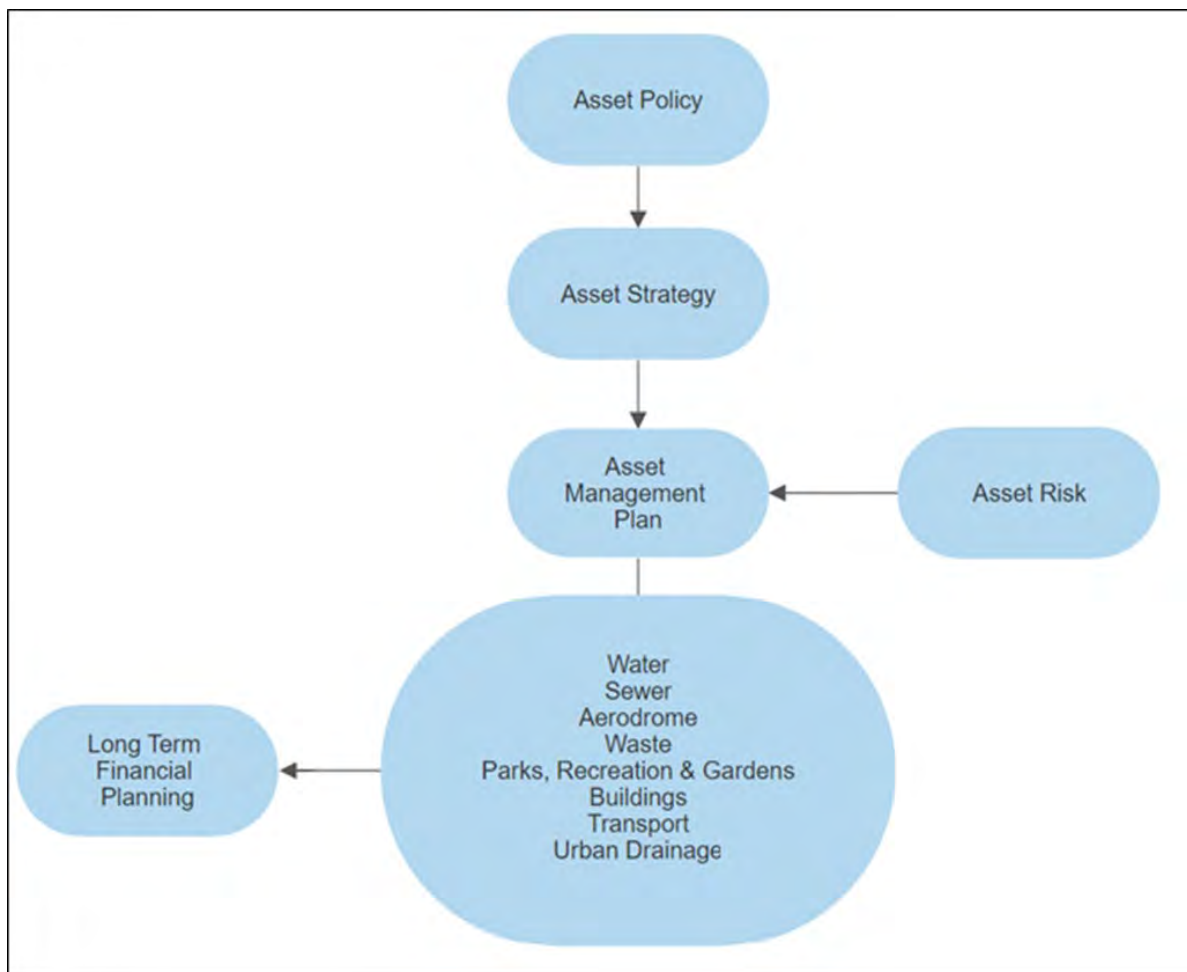 Asset Policy
Asset Strategy
Asset
Management
Plan
Asset Risk
Water
Sewer
Aerodrome
Waste
Parks, Recreation & Gardens
Buildings
Transport
Urban Drainage
Long Term
Financial
Planning